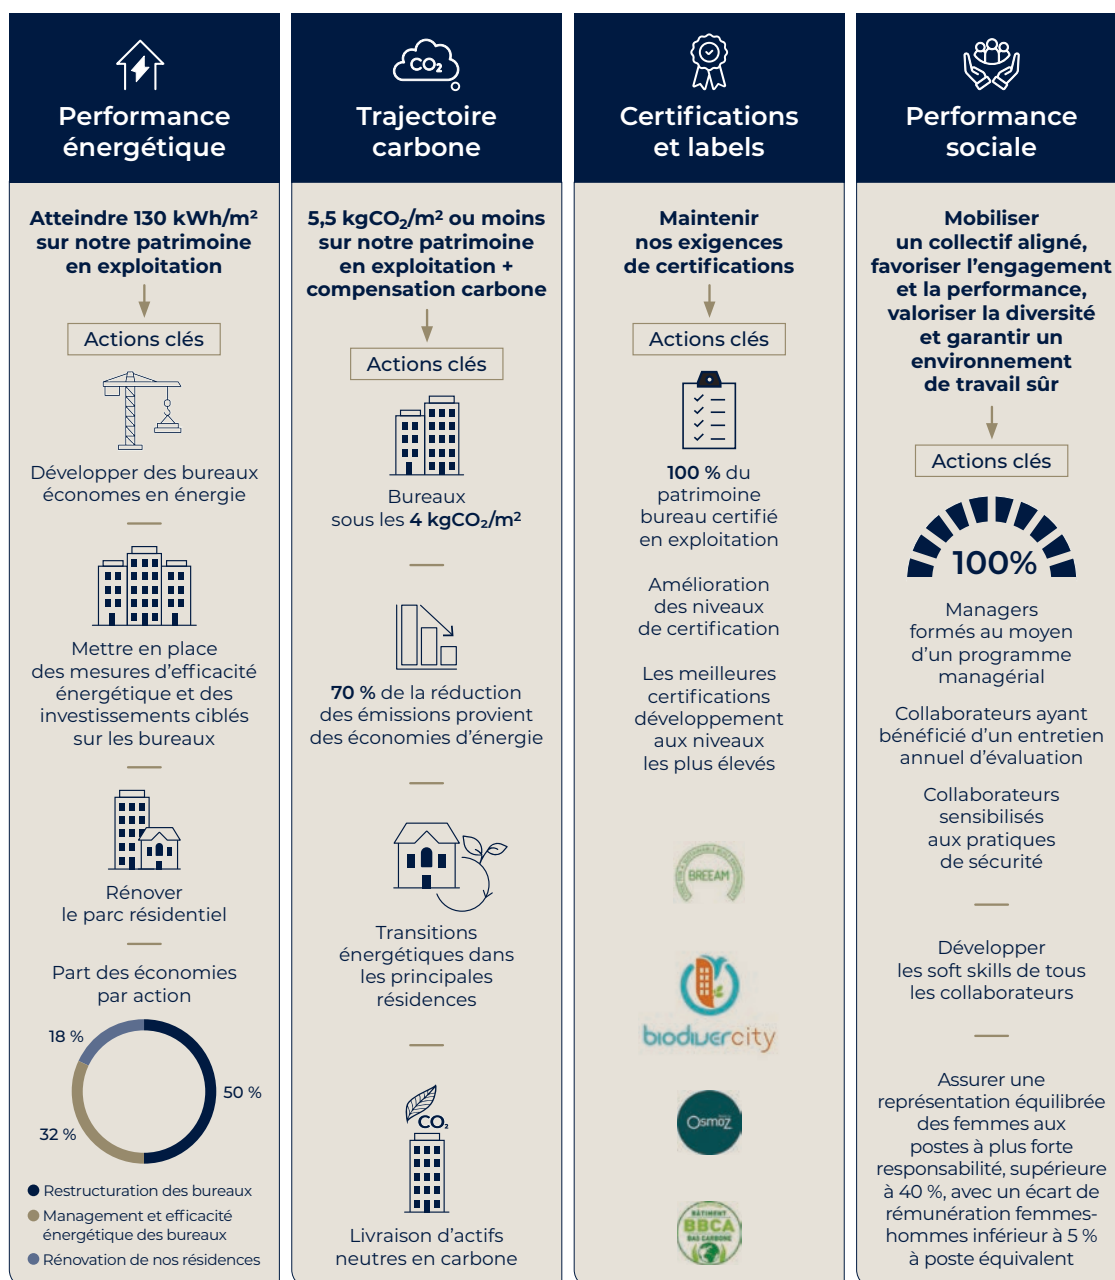 Performance
énergétique
Atteindre 130 kWh/m²
sur notre patrimoine
en exploitation
Actions clés
Développer des bureaux
économes en énergie
Mettre en place
des mesures d'efficacité
énergétique et des
investissements ciblés
sur les bureaux
Rénover
le parc résidentiel
Part des économies
par action
18 %
50 %
32 %
Restructuration des bureaux
Management et efficacité
énergétique des bureaux
Rénovation de nos résidences
CO₂
Trajectoire
carbone
5,5 kgCO₂/m² ou moins
sur notre patrimoine
en exploitation +
compensation carbone
Actions clés
Bureaux
sous les 4 kgCO₂/m²
70 % de la réduction
des émissions provient
des économies d'énergie
Transitions
énergétiques dans
les principales
résidences
CO₂
Livraison d'actifs
neutres en carbone
Certifications
et labels
Maintenir
nos exigences
de certifications
Actions clés
100 % du
patrimoine
bureau certifié
en exploitation
Amélioration
des niveaux
de certification
Les meilleures
certifications
développement
aux niveaux
les plus élevés
BREEAM
biodivercity
OsmoZ
BÂTIMENT
BBCA
BAS CARBONE
Performance
sociale
Mobiliser
un collectif aligné,
favoriser l'engagement
et la performance,
valoriser la diversité
et garantir un
environnement
de travail sûr
Actions clés
100%
Managers
formés au moyen
d'un programme
managérial
Collaborateurs ayant
bénéficié d'un entretien
annuel d'évaluation
Collaborateurs
sensibilisés
aux pratiques
de sécurité
Développer
les soft skills de tous
les collaborateurs
Assurer une
représentation équilibrée
des femmes aux
postes à plus forte
responsabilité, supérieure
à 40 %, avec un écart de
rémunération femmes-
hommes inférieur à 5 %
à poste équivalent